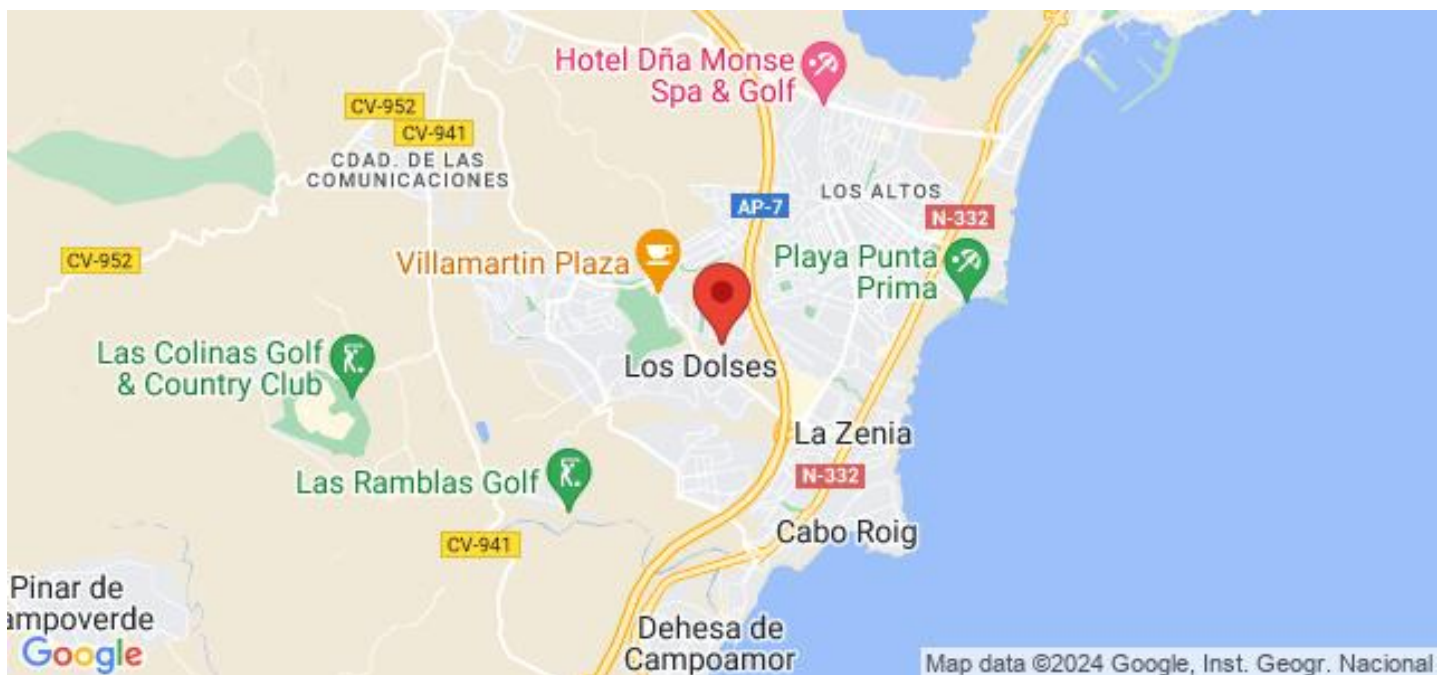 Hotel Dña Monse
Spa & Golf
CV-952
CV-941
CDAD. DE LAS
COMUNICACIONES
LOS ALTOS
AP-7
N-332
CV-952
Villamartin Plaza
Playa Punta
Prima
Las Colinas Golf
& Country Club
Los Dolses
La Zenia
N-332
Las Ramblas Golf
Cabo Roig
CV-941
Pinar de
ampoverde
Google
Dehesa de
Campoamor
Map data ©2024 Google, Inst. Geogr. Nacional